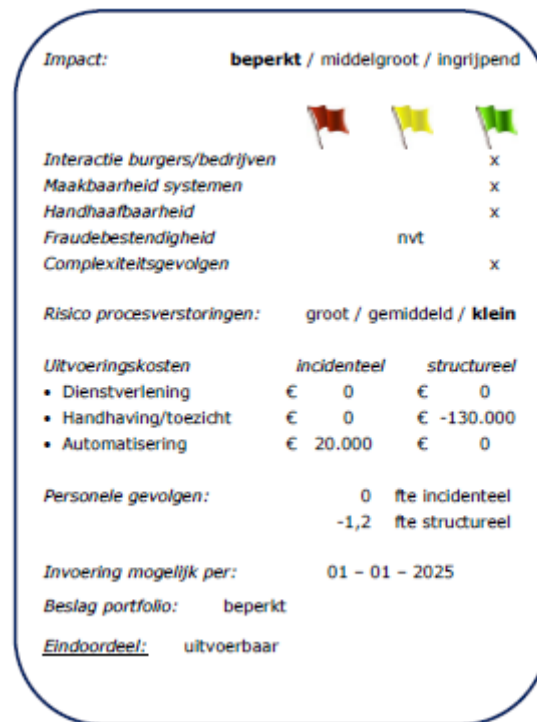 Impact: beperkt / middelgroot / ingrijpend
Interactie burgers/bedrijven x
Maakbaarheid systemen x
Handhaafbaarheid x
Fraudebestendigheid nvt
Complexiteitsgevolgen x
Risico procesverstoringen: groot / gemiddeld / klein
Uitvoeringskosten incidenteel structureel
• Dienstverlening € 0 € 0
• Handhaving/toezicht € 0 € -130.000
• Automatisering € 20.000 € 0
Personele gevolgen: 0 fte incidenteel
-1,2 fte structureel
Invoering mogelijk per: 01 – 01 – 2025
Beslag portfolio: beperkt
Eindoordeel: uitvoerbaar